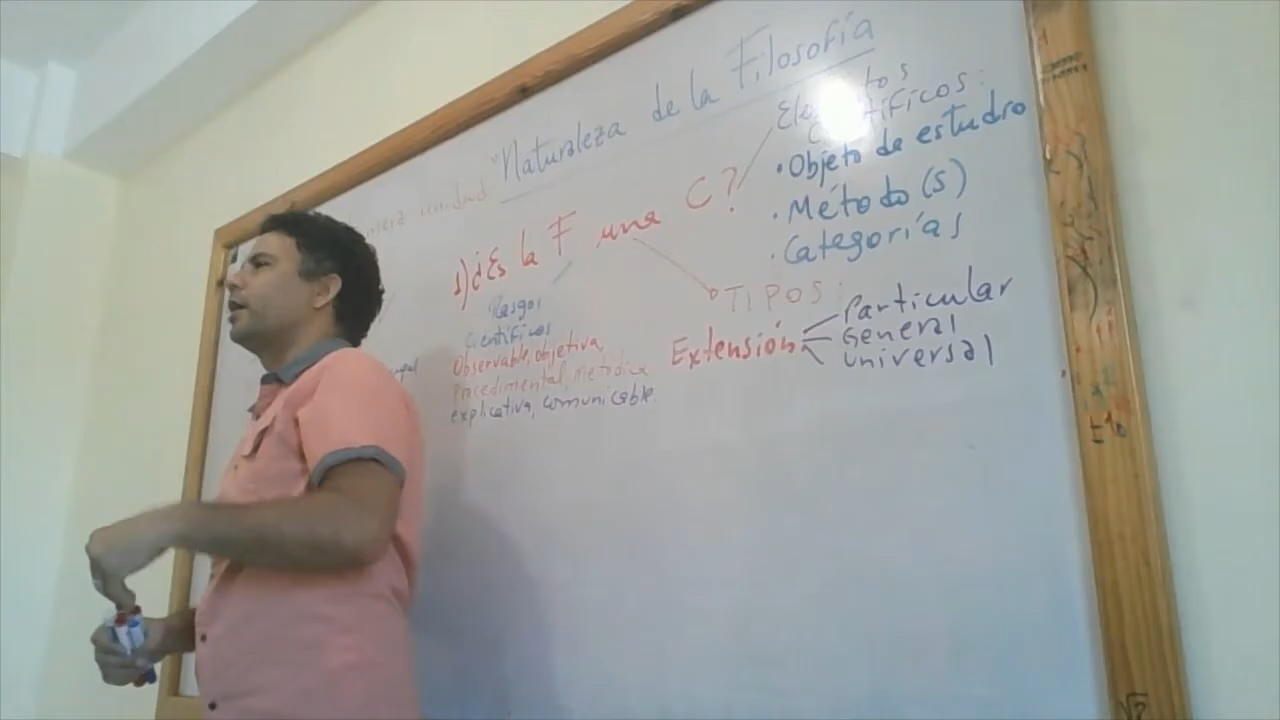 unidad "Naturaleza de la Filosofía
1) ¿Es la F una C?
Elementos
Científicos:
• Objeto de estudio
• Método (s)
• Categorías
TIPOS:
Extensión
Particular
General
Universal
Rasgos
Científicos
Observable, objetiva,
Procedimental, metódica
explicativa, comunicable.